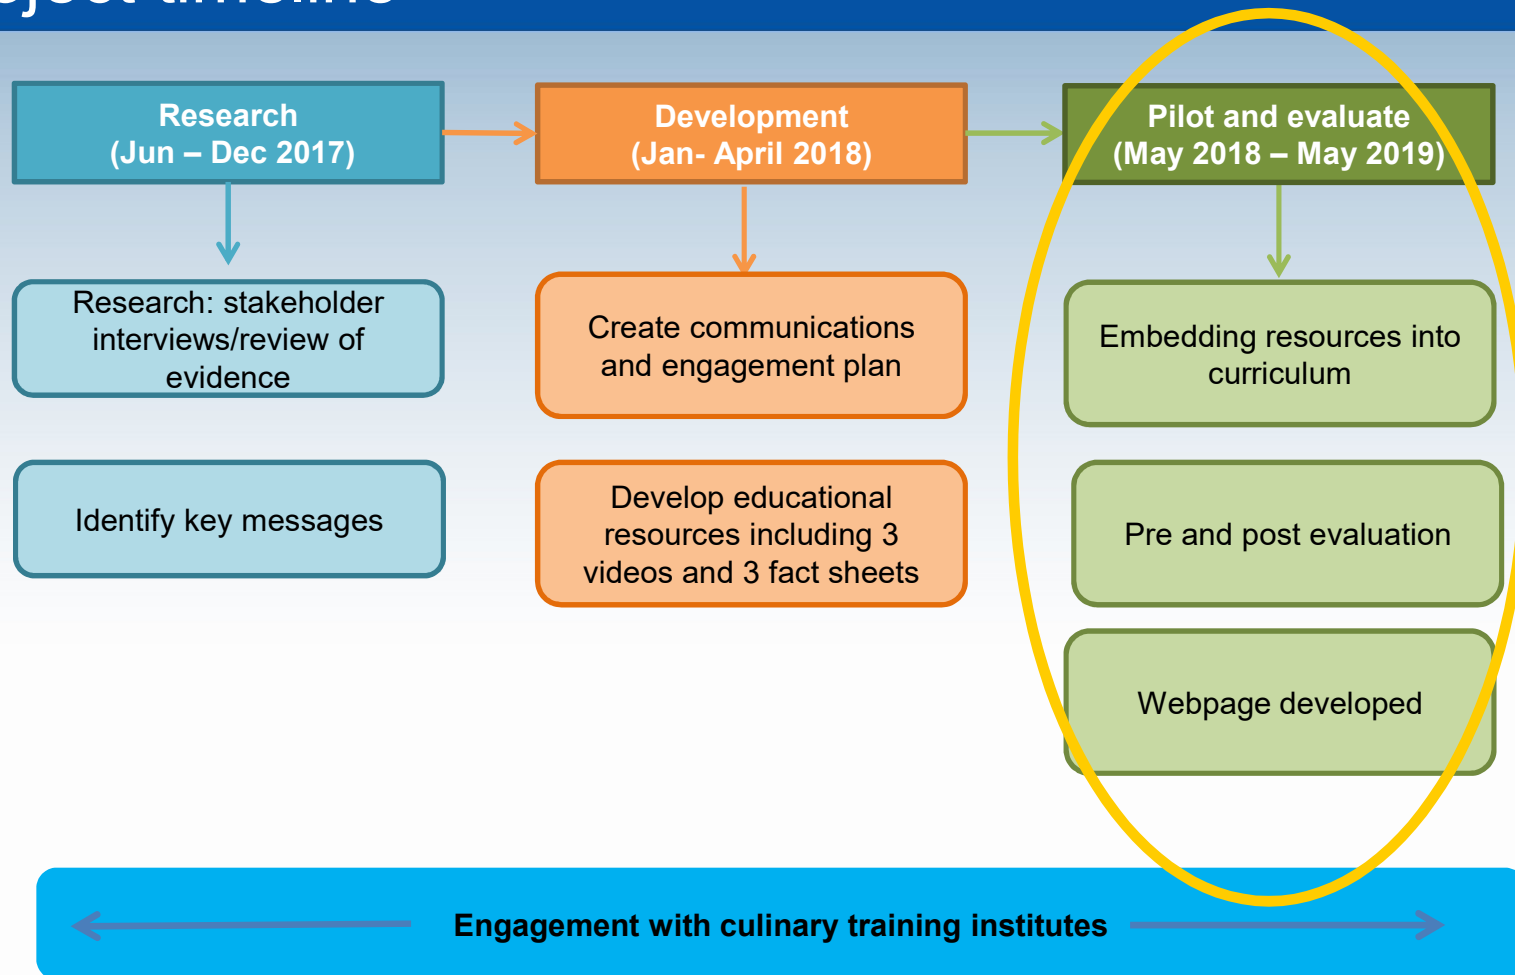 timeline
Research
(Jun – Dec 2017)
Development
(Jan- April 2018)
Pilot and evaluate
(May 2018 – May 2019)
Research: stakeholder
interviews/review of
evidence
Create communications
and engagement plan
Embedding resources into
curriculum
Identify key messages
Develop educational
resources including 3
videos and 3 fact sheets
Pre and post evaluation
Webpage developed
Engagement with culinary training institutes